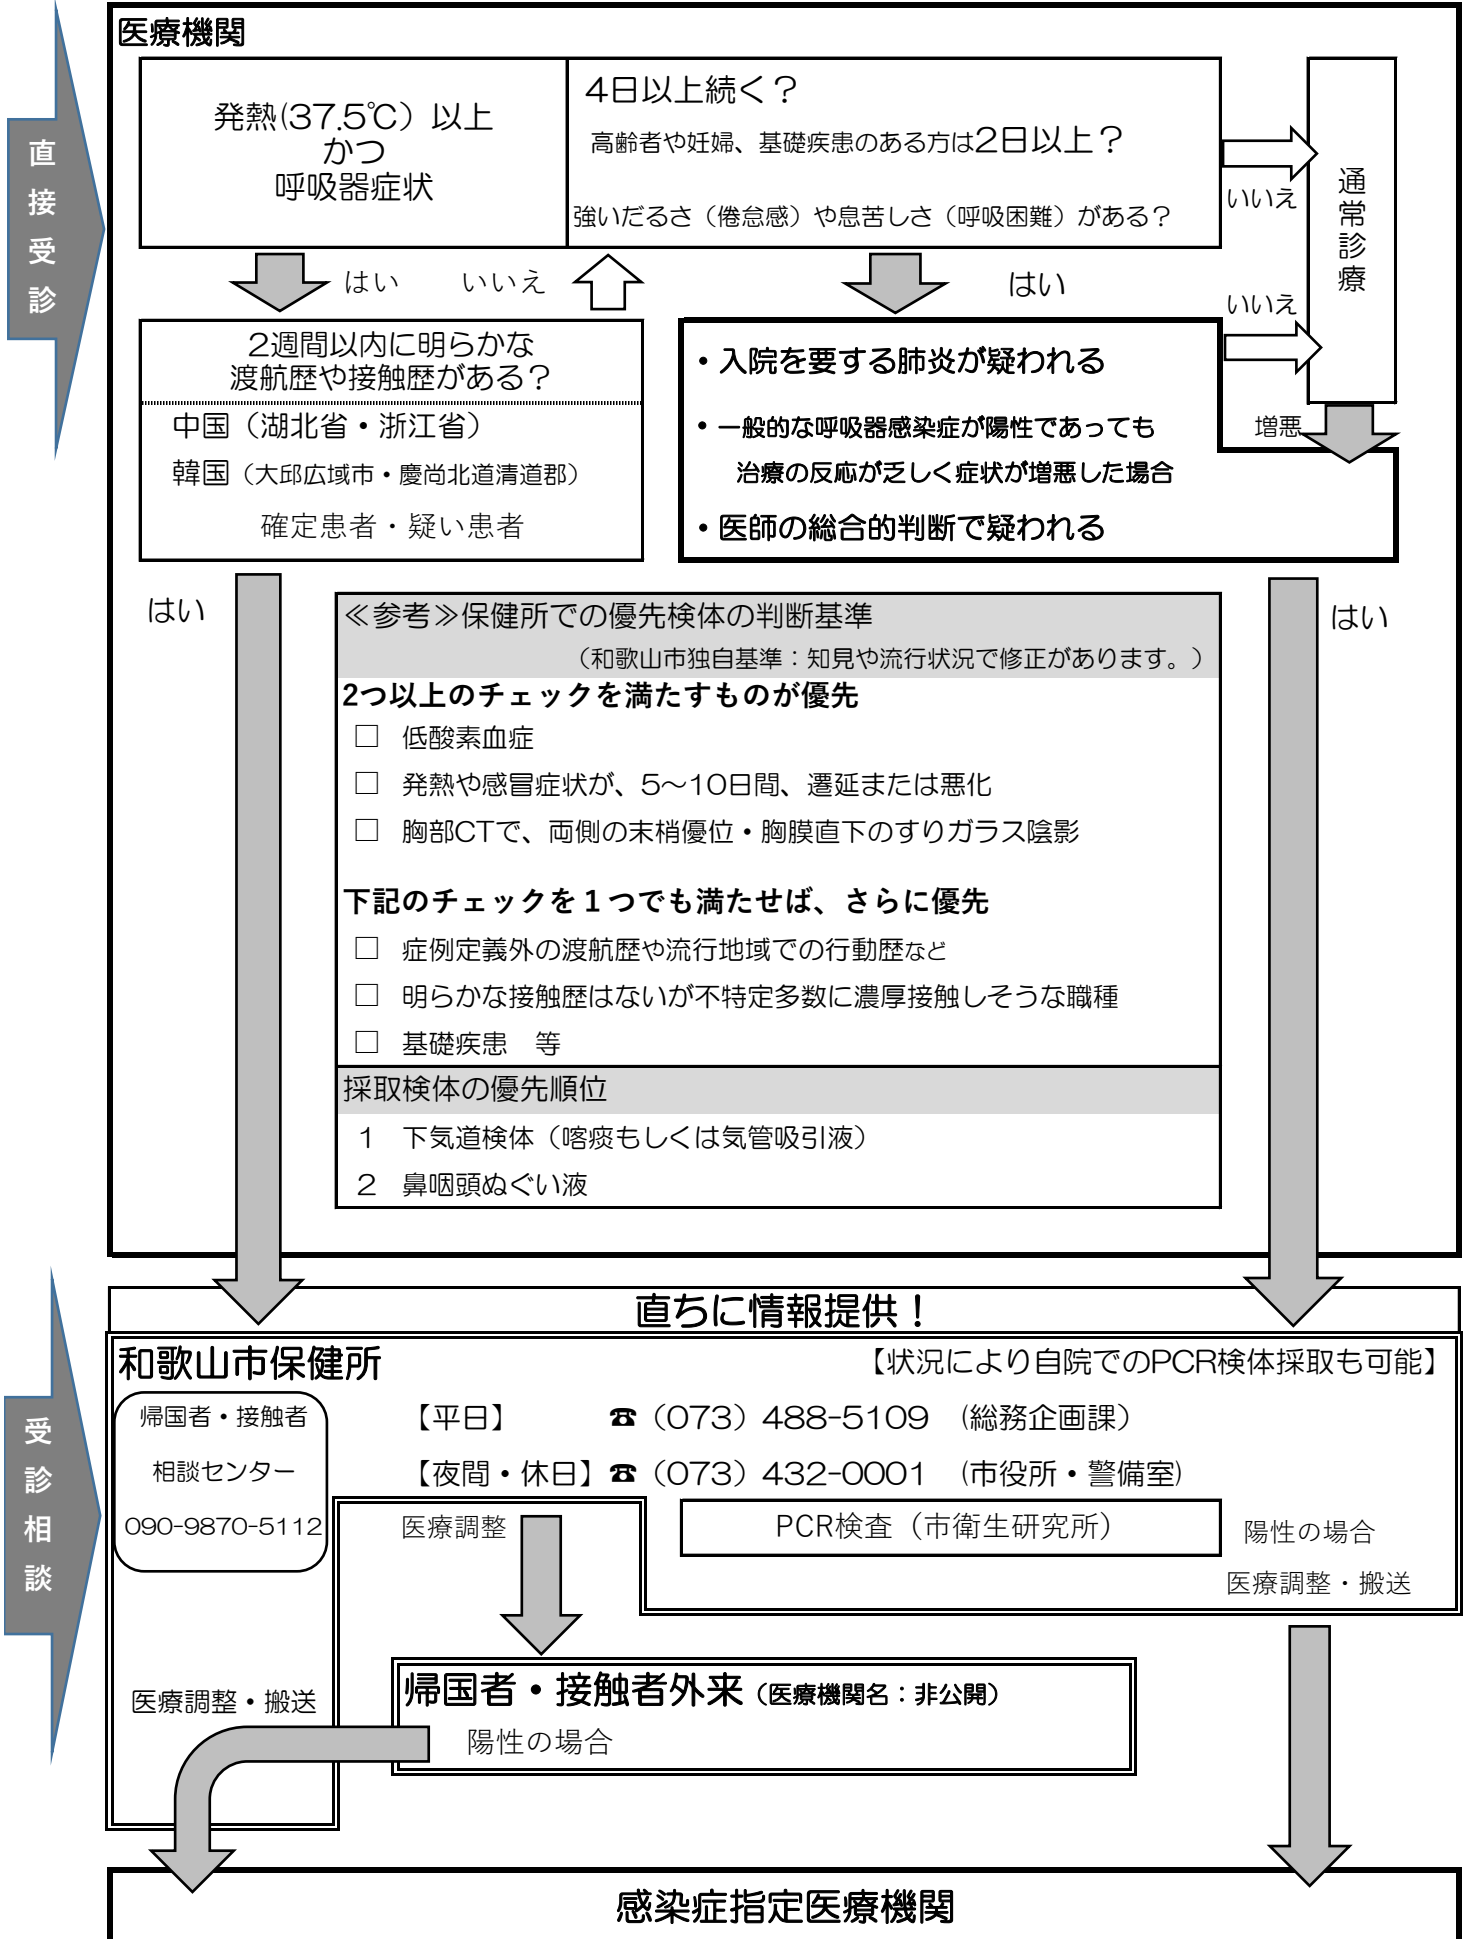 直接受診
医療機関
発熱(37.5℃）以上
かつ
呼吸器症状
4日以上続く？
高齢者や妊婦、基礎疾患のある方は2日以上？
強いだるさ（倦怠感）や息苦しさ（呼吸困難）がある？
いいえ
通常診療
はい
いいえ
はい
いいえ
2週間以内に明らかな
渡航歴や接触歴がある？
中国（湖北省・浙江省）
韓国（大邱広域市・慶尚北道清道郡）
確定患者・疑い患者
・入院を要する肺炎が疑われる
・一般的な呼吸器感染症が陽性であっても
治療の反応が乏しく症状が増悪した場合
・医師の総合的判断で疑われる
増悪
はい
はい
≪参考≫保健所での優先検体の判断基準
（和歌山市独自基準：知見や流行状況で修正があります。）
2つ以上のチェックを満たすものが優先
□ 低酸素血症
□ 発熱や感冒症状が、5～10日間、遷延または悪化
□ 胸部CTで、両側の末梢優位・胸膜直下のすりガラス陰影
下記のチェックを１つでも満たせば、さらに優先
□ 症例定義外の渡航歴や流行地域での行動歴など
□ 明らかな接触歴はないが不特定多数に濃厚接触しそうな職種
□ 基礎疾患　等
採取検体の優先順位
1 下気道検体（喀痰もしくは気管吸引液）
2 鼻咽頭ぬぐい液
直ちに情報提供！
受診相談
和歌山市保健所
【状況により自院でのPCR検体採取も可能】
帰国者・接触者
相談センター
090-9870-5112
【平日】　☎（073）488-5109　(総務企画課）
【夜間・休日】☎（073）432-0001　(市役所・警備室)
医療調整
PCR検査（市衛生研究所）
陽性の場合
医療調整・搬送
帰国者・接触者外来（医療機関名：非公開）
陽性の場合
医療調整・搬送
感染症指定医療機関